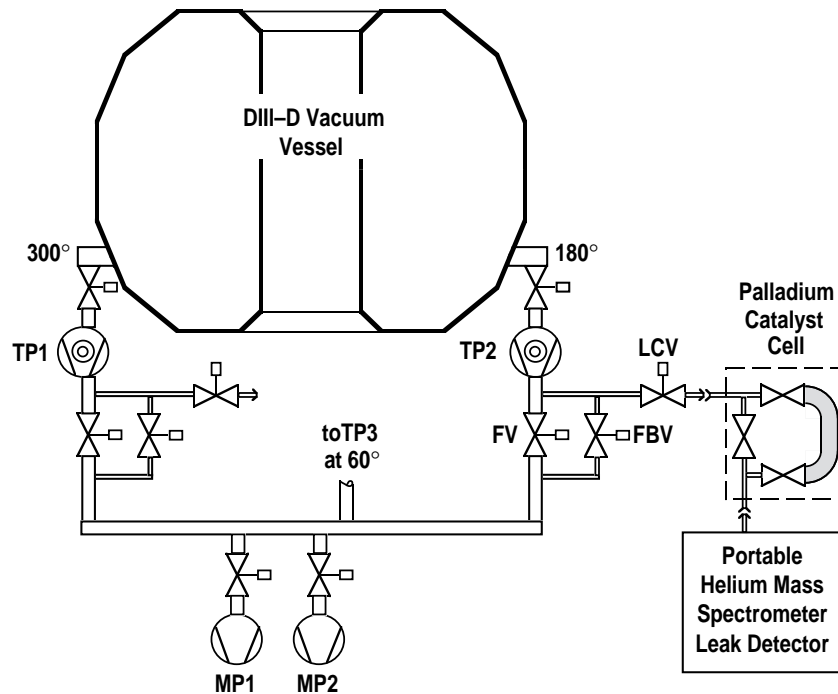 DIII–D Vacuum
Vessel
300°
180°
Palladium
Catalyst
Cell
TP1
TP2
LCV
toTP3
at 60°
FV
FBV
Portable
Helium Mass
Spectrometer
Leak Detector
MP1
MP2